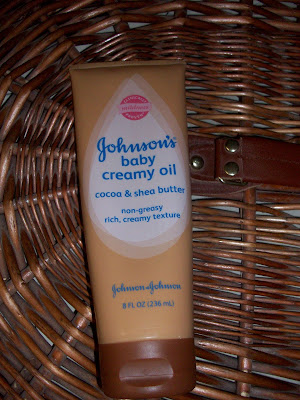 Johnson's
baby
creamy oil
cocoa & shea butter
non-greasy
rich, creamy texture
Johnson & Johnson
8 FL OZ (236 mL)